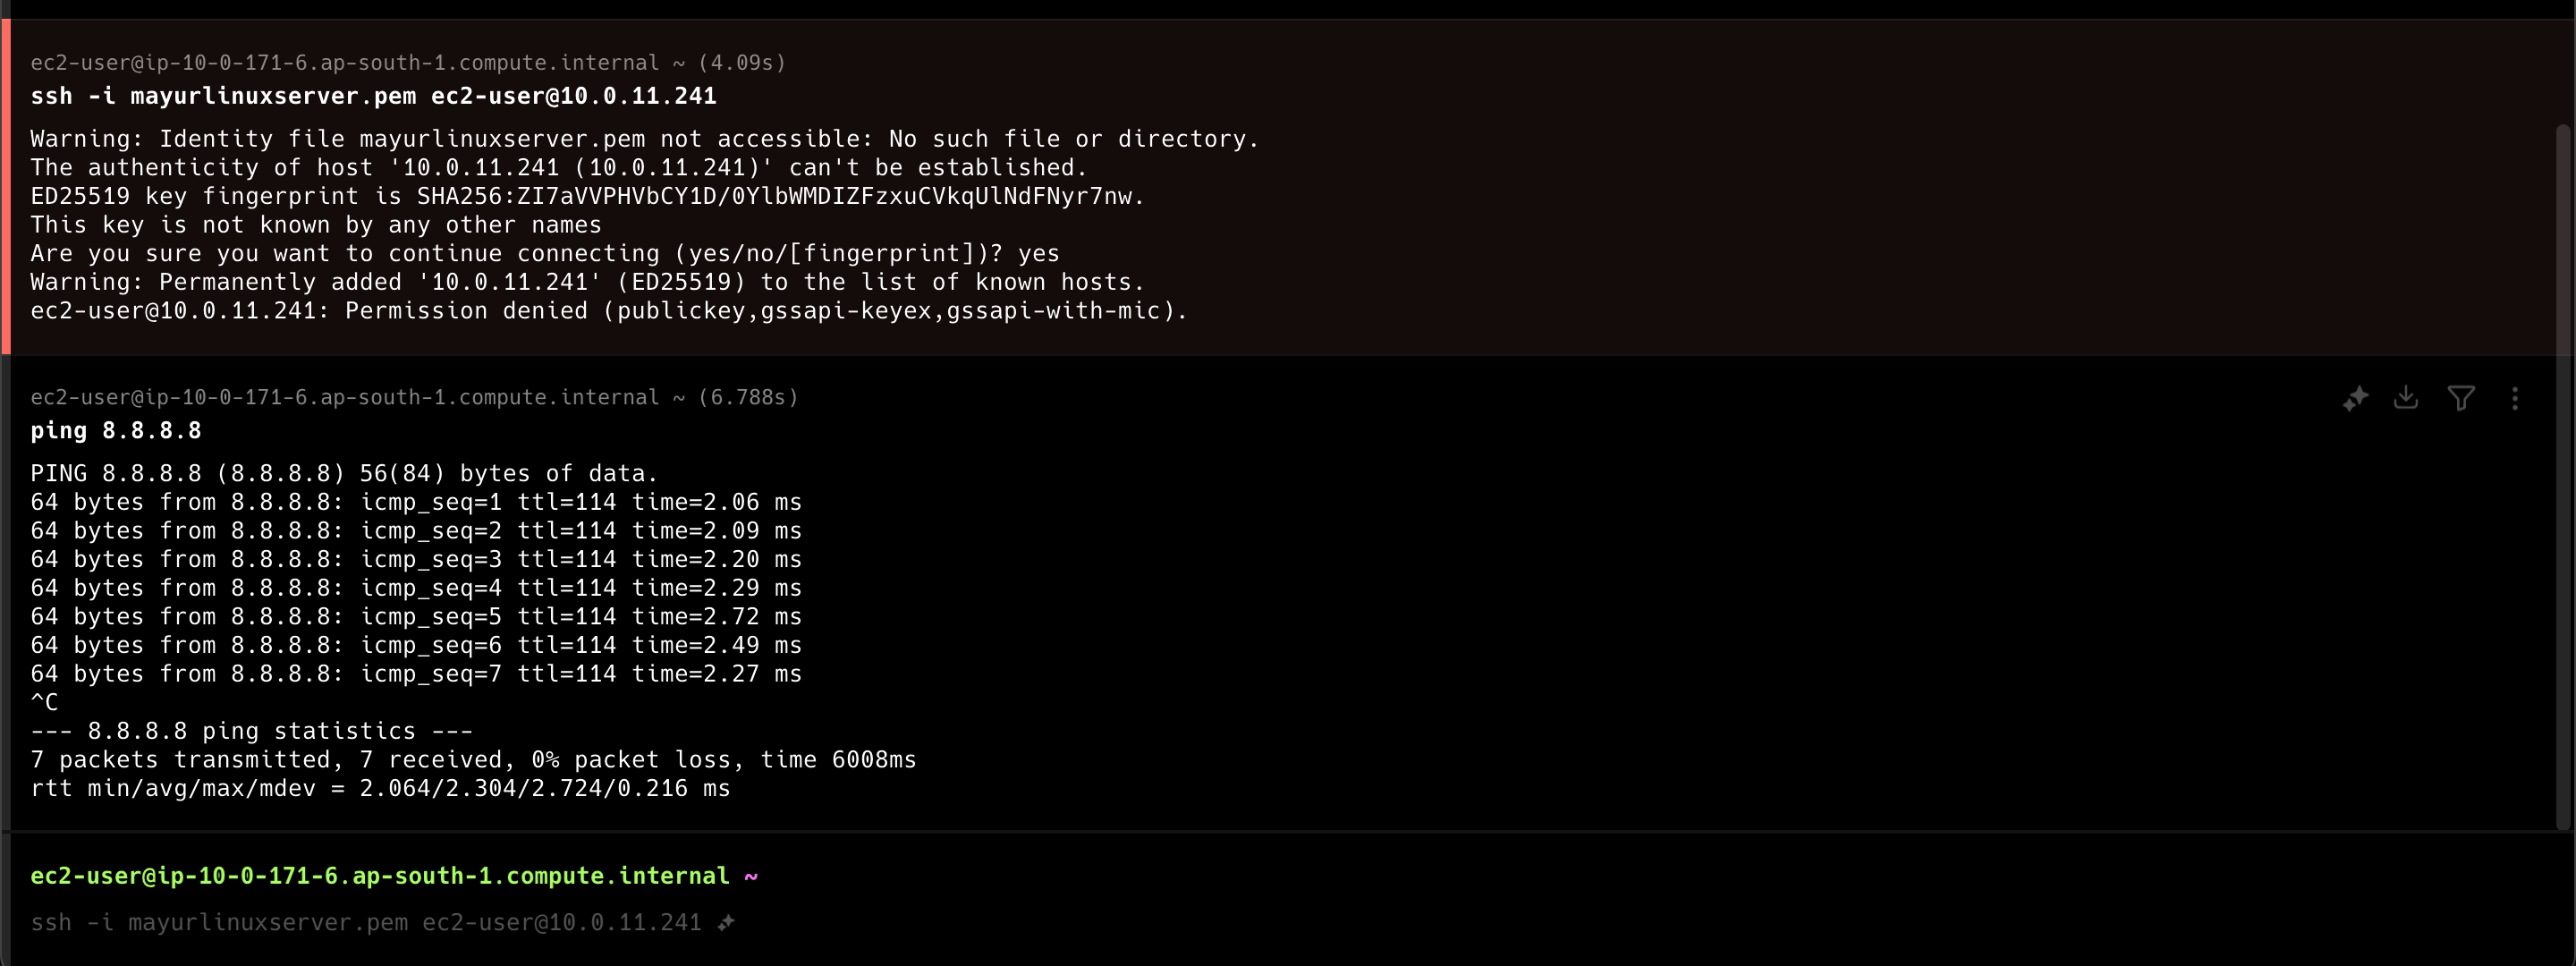 ec2-user@ip-10-0-171-6.ap-south-1.compute.internal ~ (4.09s)
ssh -i mayurlinuxserver.pem ec2-user@10.0.11.241
Warning: Identity file mayurlinuxserver.pem not accessible: No such file or directory.
The authenticity of host '10.0.11.241 (10.0.11.241)' can't be established.
ED25519 key fingerprint is SHA256:ZI7aVVPHVbCY1D/0YlbWMDIZFzxuCVkqUlNdFNyr7nw.
This key is not known by any other names
Are you sure you want to continue connecting (yes/no/[fingerprint])? yes
Warning: Permanently added '10.0.11.241' (ED25519) to the list of known hosts.
ec2-user@10.0.11.241: Permission denied (publickey,gssapi-keyex,gssapi-with-mic).
ec2-user@ip-10-0-171-6.ap-south-1.compute.internal ~ (6.788s)
ping 8.8.8.8
PING 8.8.8.8 (8.8.8.8) 56(84) bytes of data.
64 bytes from 8.8.8.8: icmp_seq=1 ttl=114 time=2.06 ms
64 bytes from 8.8.8.8: icmp_seq=2 ttl=114 time=2.09 ms
64 bytes from 8.8.8.8: icmp_seq=3 ttl=114 time=2.20 ms
64 bytes from 8.8.8.8: icmp_seq=4 ttl=114 time=2.29 ms
64 bytes from 8.8.8.8: icmp_seq=5 ttl=114 time=2.72 ms
64 bytes from 8.8.8.8: icmp_seq=6 ttl=114 time=2.49 ms
64 bytes from 8.8.8.8: icmp_seq=7 ttl=114 time=2.27 ms
^C
--- 8.8.8.8 ping statistics ---
7 packets transmitted, 7 received, 0% packet loss, time 6008ms
rtt min/avg/max/mdev = 2.064/2.304/2.724/0.216 ms
ec2-user@ip-10-0-171-6.ap-south-1.compute.internal ~
ssh -i mayurlinuxserver.pem ec2-user@10.0.11.241